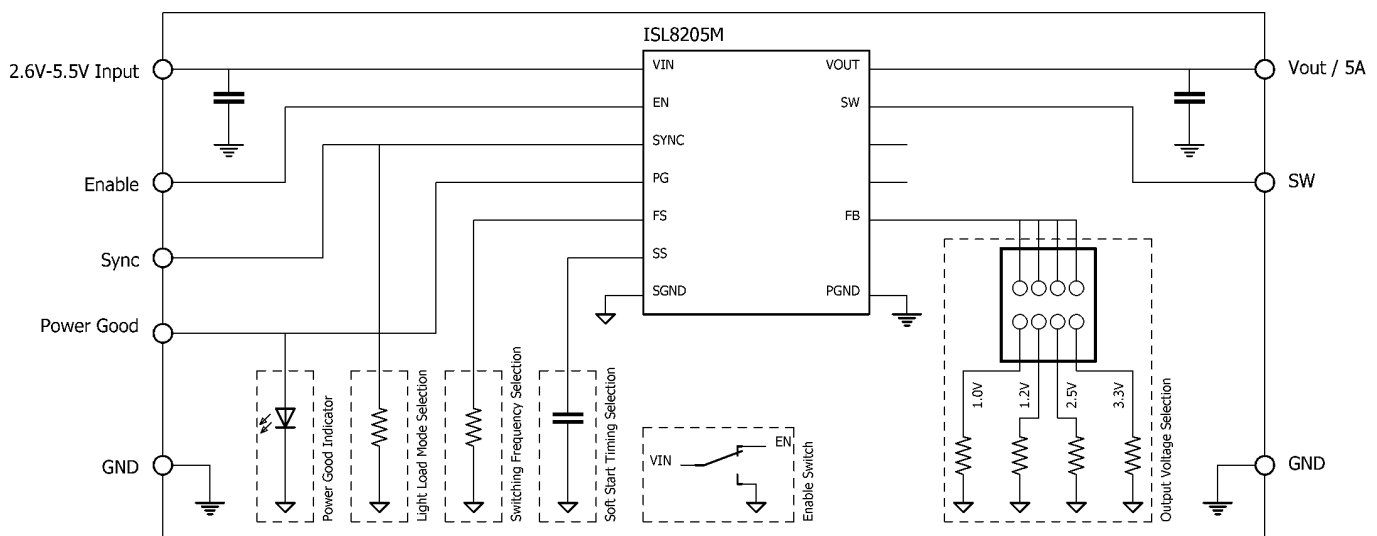 ISL8205M
2.6V-5.5V Input
Enable
Sync
Power Good
GND
VIN
EN
SYNC
PG
FS
SS
SGND
VOUT
SW
FB
PGND
Vout / 5A
SW
GND
Power Good Indicator
Light Load Mode Selection
Switching Frequency Selection
Soft Start Timing Selection
VIN
EN
Enable Switch
1.0V
1.2V
2.5V
3.3V
Output Voltage Selection